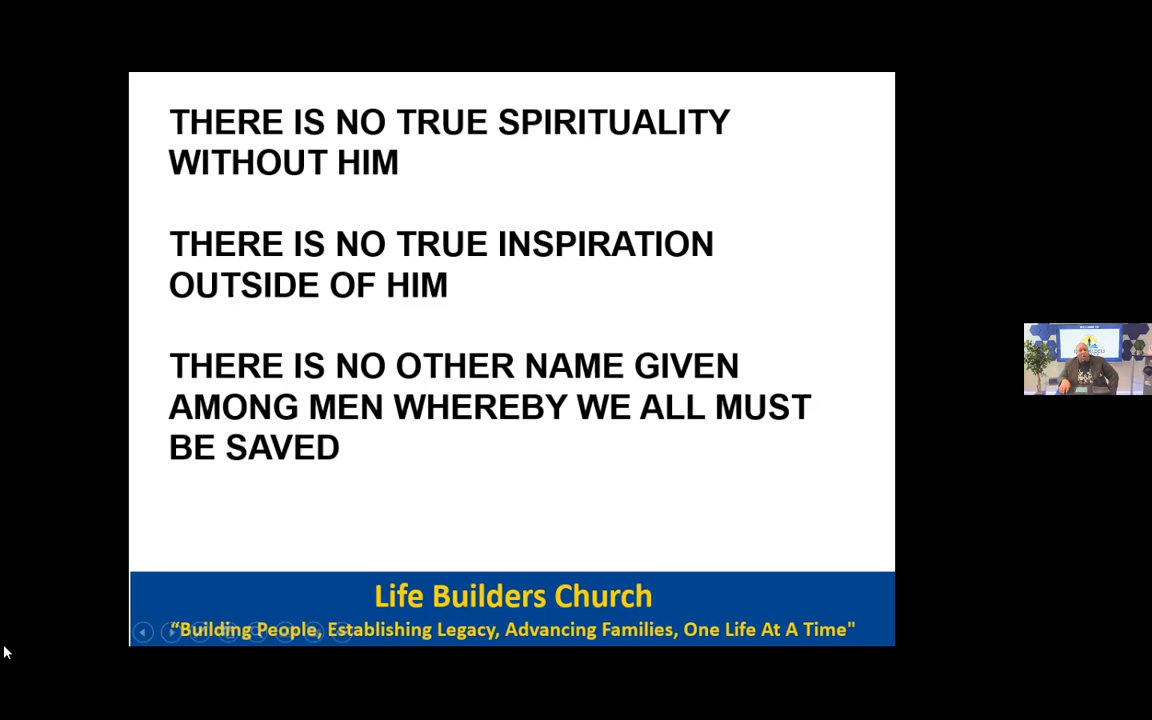 THERE IS NO TRUE SPIRITUALITY
WITHOUT HIM
THERE IS NO TRUE INSPIRATION
OUTSIDE OF HIM
THERE IS NO OTHER NAME GIVEN
AMONG MEN WHEREBY WE ALL MUST
BE SAVED
Life Builders Church
“Building People, Establishing Legacy, Advancing Families, One Life At A Time"